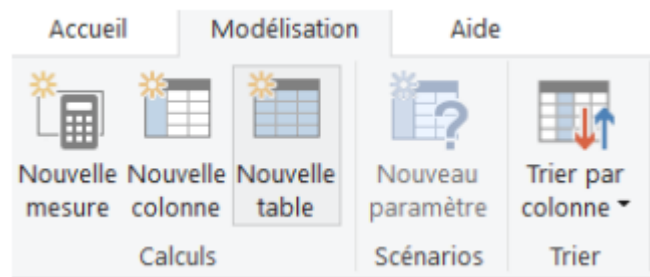 Accueil Modélisation Aide
Nouvelle Nouvelle Nouvelle Nouveau Trier par
mesure colonne table paramètre colonne
Calculs Scénarios Trier